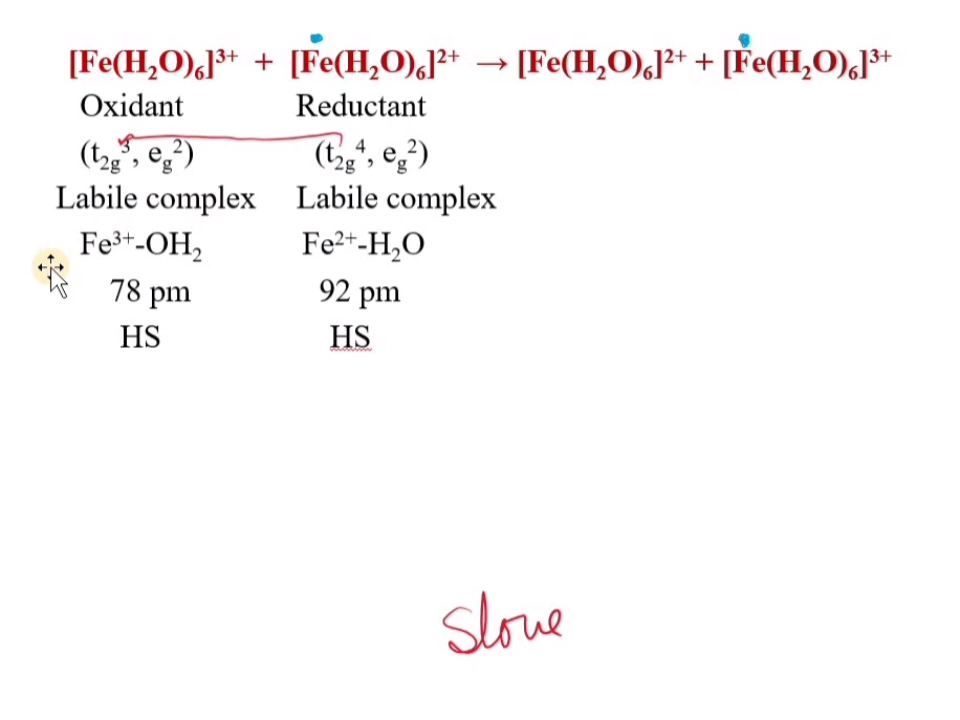 [Fe(H₂O)₆]³⁺ + [Fe(H₂O)₆]²⁺ → [Fe(H₂O)₆]²⁺ + [Fe(H₂O)₆]³⁺
Oxidant Reductant
(t₂g³, eg²) (t₂g⁴, eg²)
Labile complex Labile complex
Fe³⁺-OH₂ Fe²⁺-H₂O
78 pm 92 pm
HS HS
Slowe